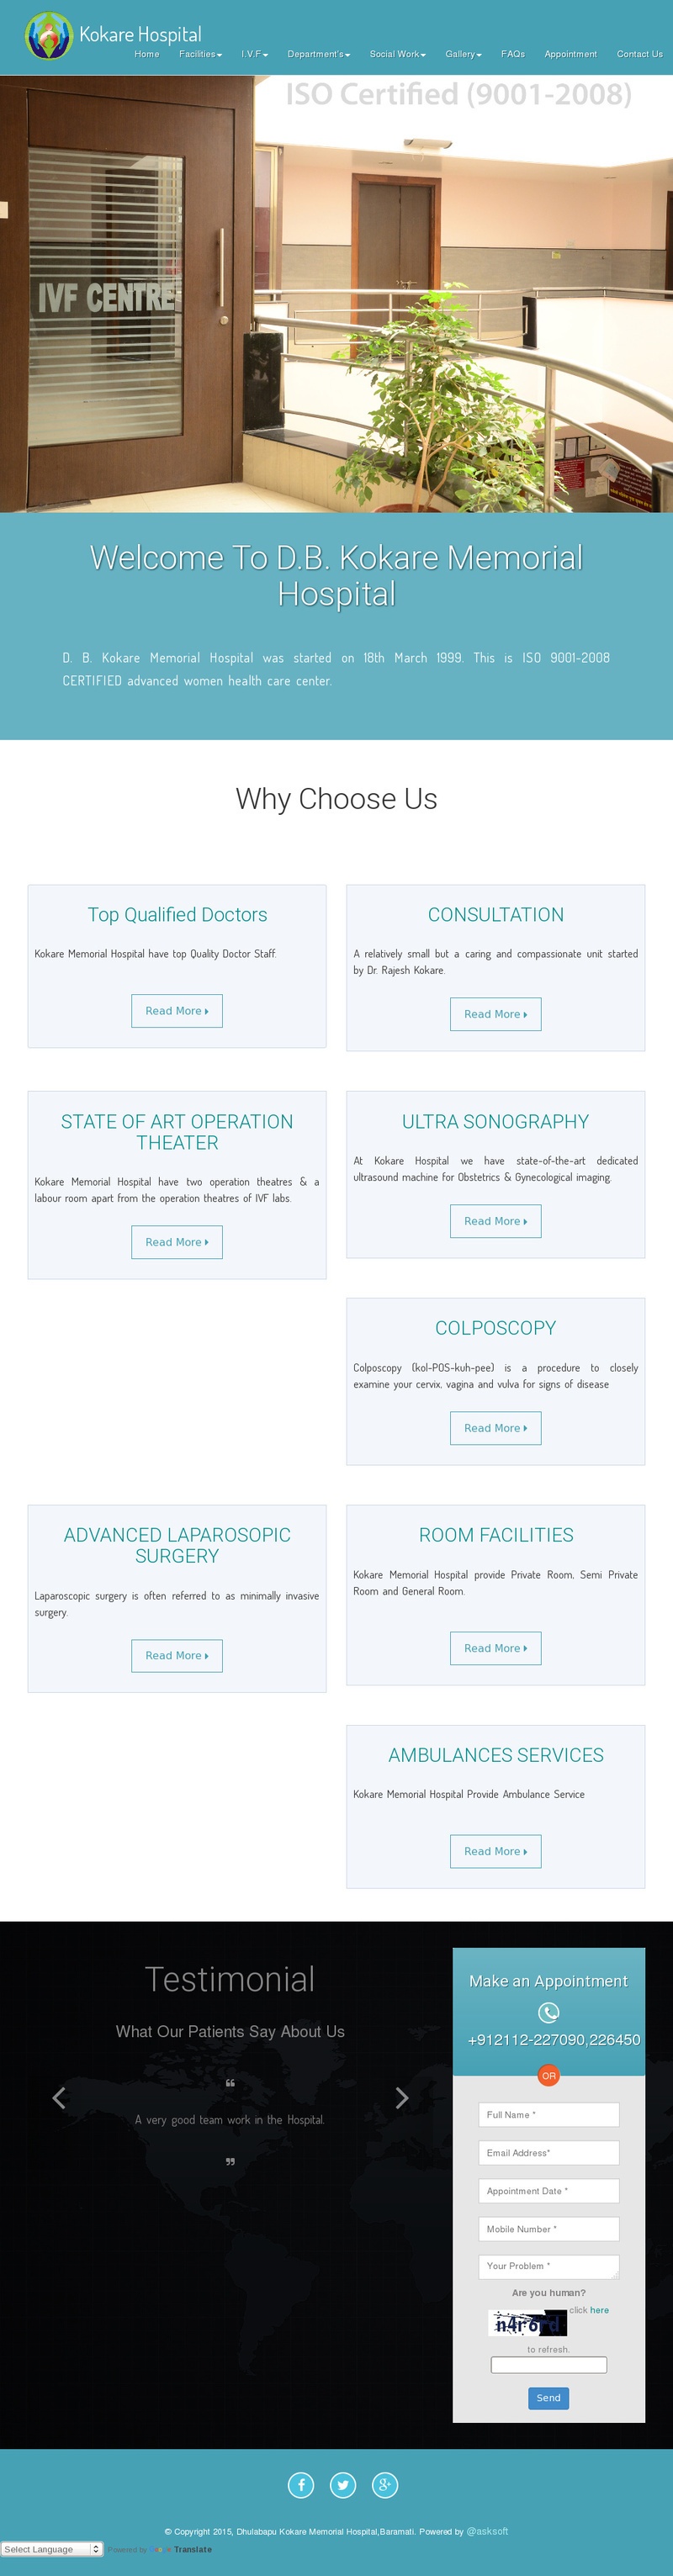 Kokare Hospital
Home Facilities I.V.F Department's Social Work Gallery FAQs Appointment Contact Us
ISO Certified (9001-2008)
IVF CENTRE
Welcome To D.B. Kokare Memorial
Hospital
D. B. Kokare Memorial Hospital was started on 18th March 1999. This is ISO 9001-2008
CERTIFIED advanced women health care center.
Why Choose Us
Top Qualified Doctors
Kokare Memorial Hospital have top Quality Doctor Staff.
Read More
CONSULTATION
A relatively small but a caring and compassionate unit started
by Dr. Rajesh Kokare.
Read More
STATE OF ART OPERATION
THEATER
Kokare Memorial Hospital have two operation theatres & a
labour room apart from the operation theatres of IVF labs.
Read More
ULTRA SONOGRAPHY
At Kokare Hospital we have state-of-the-art dedicated
ultrasound machine for Obstetrics & Gynecological imaging.
Read More
COLPOSCOPY
Colposcopy (kol-POS-kuh-pee) is a procedure to closely
examine your cervix, vagina and vulva for signs of disease
Read More
ADVANCED LAPAROSOPIC
SURGERY
Laparoscopic surgery is often referred to as minimally invasive
surgery.
Read More
ROOM FACILITIES
Kokare Memorial Hospital provide Private Room, Semi Private
Room and General Room.
Read More
AMBULANCES SERVICES
Kokare Memorial Hospital Provide Ambulance Service
Read More
Testimonial
What Our Patients Say About Us
❝
A very good team work in the Hospital.
❞
Make an Appointment
+912112-227090,226450
OR
Full Name *
Email Address*
Appointment Date *
Mobile Number *
Your Problem *
Are you human?
click here
to refresh.
Send
© Copyright 2015, Dhulabapu Kokare Memorial Hospital,Baramati. Powered by @asksoft
Select Language Powered by Translate